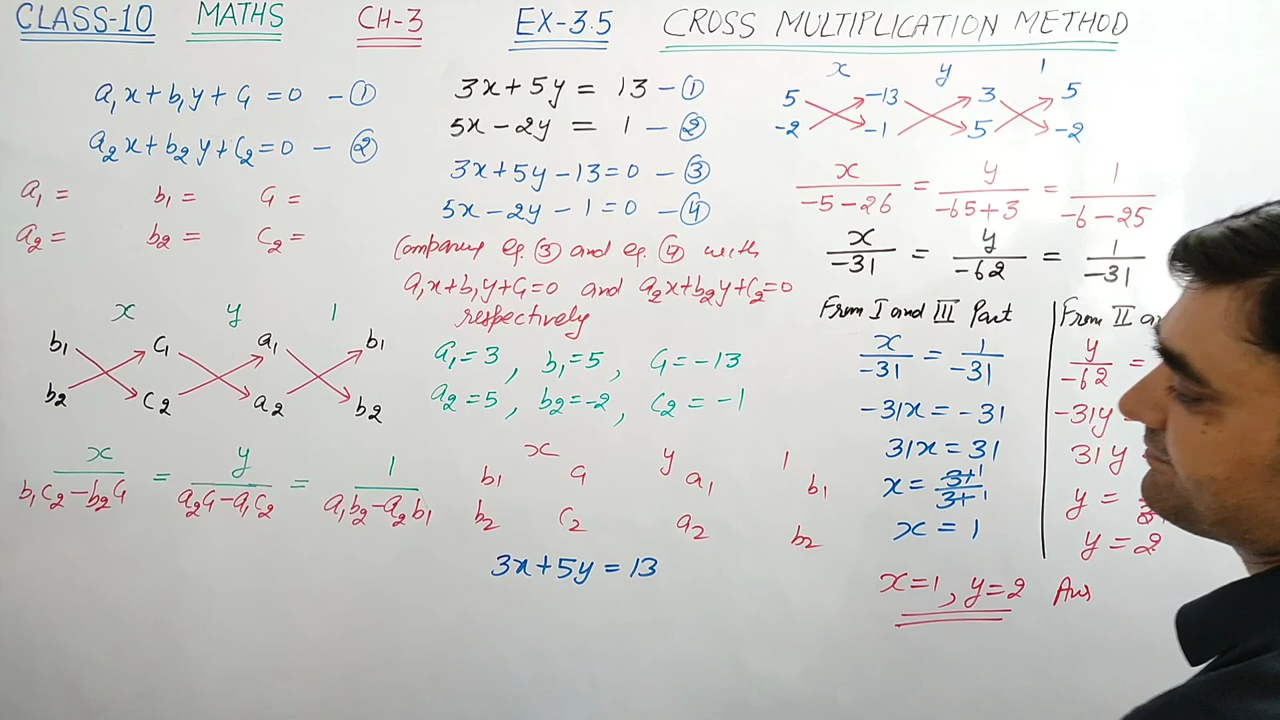 CLASS-10 MATHS CH-3 EX-3.5 CROSS MULTIPLICATION METHOD
a₁x + b₁y + c₁ = 0 - ①
a₂x + b₂y + c₂ = 0 - ②
a₁ = b₁ = c₁ =
a₂ = b₂ = c₂ =
x y 1
b₁ c₁ a₁ b₁
b₂ c₂ a₂ b₂
x/(b₁c₂-b₂c₁) = y/(a₂c₁-a₁c₂) = 1/(a₁b₂-a₂b₁)
3x + 5y = 13 - ①
5x - 2y = 1 - ②
3x + 5y - 13 = 0 - ③
5x - 2y - 1 = 0 - ④
eq. ③ and eq. ④ with
a₁x + b₁y + c₁ = 0 and a₂x + b₂y + c₂ = 0
respectively
a₁ = 3, b₁ = 5, c₁ = -13
a₂ = 5, b₂ = -2, c₂ = -1
x y 1
b₁ c₁ a₁ b₁
b₂ c₂ a₂ b₂
3x + 5y = 13
x y 1
5 -13 3 5
-2 -1 5 -2
x/(-5-26) = y/(-65+3) = 1/(-6-25)
x/-31 = y/-62 = 1/-31
From I and III Part
x/-31 = 1/-31
-31x = -31
31x = 31
x = 31/31
x = 1
From II a
y/-62 =
-31y =
31y
y =
y = 2
x = 1, y = 2 Ans